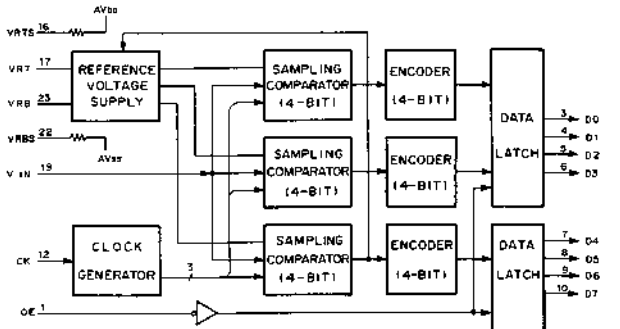 AVDD
VRTS 16
VRT 17
VRB 23
VRBS 22
AVSS
V IN 19
CK 12
OE 1
REFERENCE
VOLTAGE
SUPPLY
CLOCK
GENERATOR
3
SAMPLING
COMPARATOR
(4-BIT)
SAMPLING
COMPARATOR
(4-BIT)
SAMPLING
COMPARATOR
(4-BIT)
ENCODER
(4-BIT)
ENCODER
(4-BIT)
ENCODER
(4-BIT)
DATA
LATCH
3 D0
4 D1
5 D2
6 D3
DATA
LATCH
7 D4
8 D5
9 D6
10 D7